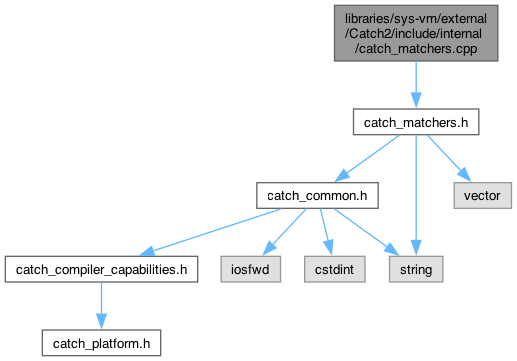 libraries/sys-vm/external
/Catch2/include/internal
/catch_matchers.cpp
catch_matchers.h
catch_common.h
vector
catch_compiler_capabilities.h
iosfwd
cstdint
string
catch_platform.h